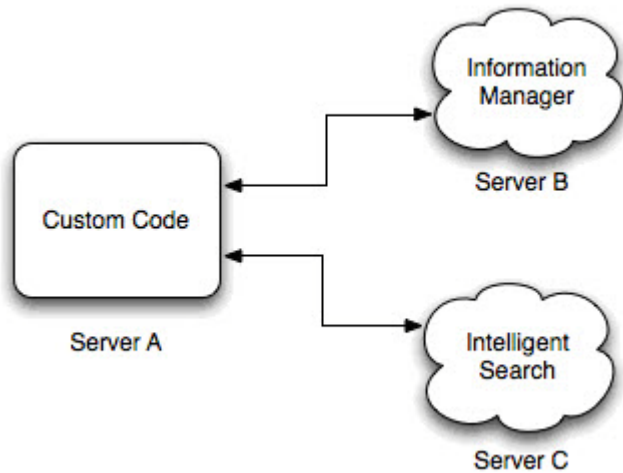 Information
Manager
Server B
Custom Code
Server A
Intelligent
Search
Server C